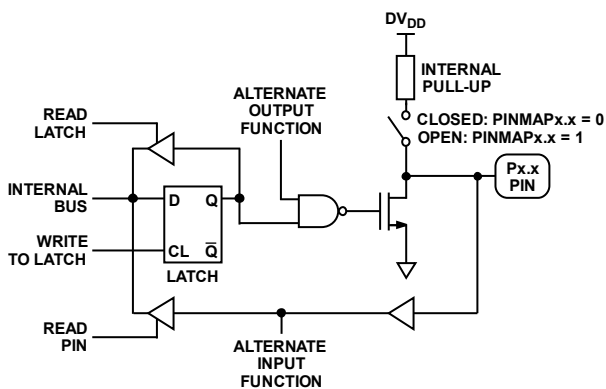 DVDD
INTERNAL
PULL-UP
CLOSED: PINMAPx.x = 0
OPEN: PINMAPx.x = 1
READ
LATCH
ALTERNATE
OUTPUT
FUNCTION
Px.x
PIN
INTERNAL
BUS
D Q
WRITE
TO LATCH
CL Q̅
LATCH
READ
PIN
ALTERNATE
INPUT
FUNCTION